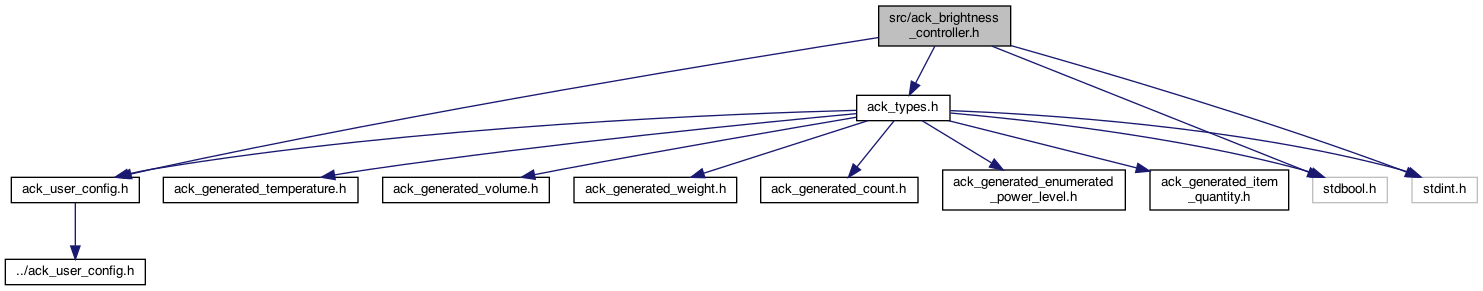 src/ack_brightness
_controller.h
ack_types.h
ack_user_config.h
ack_generated_temperature.h
ack_generated_volume.h
ack_generated_weight.h
ack_generated_count.h
ack_generated_enumerated
_power_level.h
ack_generated_item
_quantity.h
stdbool.h
stdint.h
../ack_user_config.h